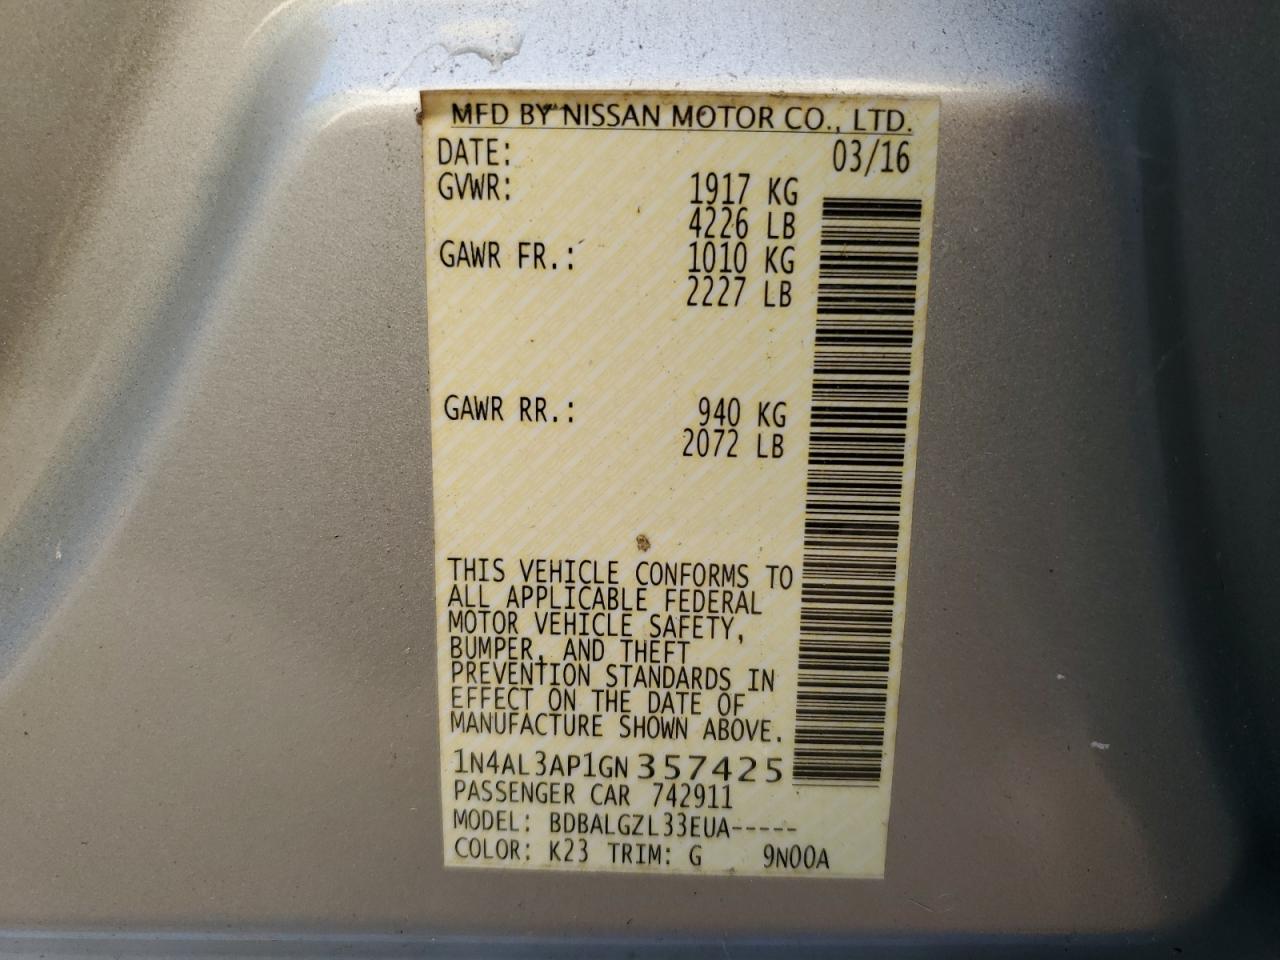 MFD BY NISSAN MOTOR CO., LTD.
DATE: 03/16
GVWR: 1917 KG
4226 LB
GAWR FR.: 1010 KG
2227 LB
GAWR RR.: 940 KG
2072 LB
THIS VEHICLE CONFORMS TO
ALL APPLICABLE FEDERAL
MOTOR VEHICLE SAFETY,
BUMPER, AND THEFT
PREVENTION STANDARDS IN
EFFECT ON THE DATE OF
MANUFACTURE SHOWN ABOVE.
1N4AL3AP1GN357425
PASSENGER CAR 742911
MODEL: BDBALGZL33EUA-----
COLOR: K23 TRIM: G 9N00A